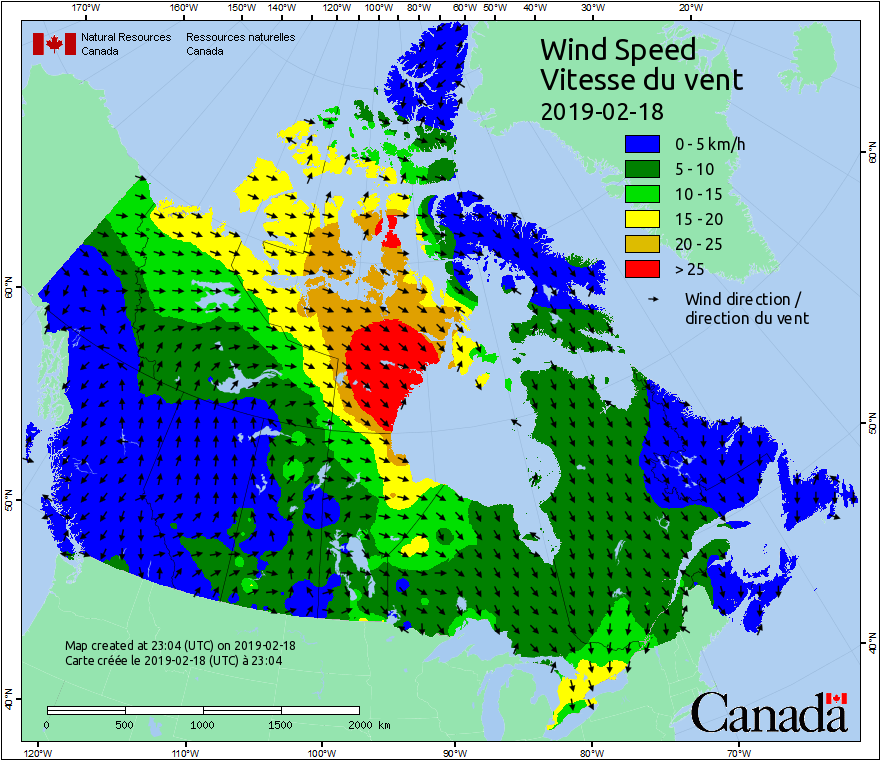 170°W 160°W 150°W 140°W 130°W 120°W 110°W 100°W 90°W 80°W 70°W 60°W 50°W 40°W 30°W 20°W
Natural Resources Canada
Ressources naturelles Canada
Wind Speed
Vitesse du vent
2019-02-18
0 - 5 km/h
5 - 10
10 - 15
15 - 20
20 - 25
> 25
Wind direction /
direction du vent
60°N
60°N
50°N
50°N
40°N
40°N
Map created at 23:04 (UTC) on 2019-02-18
Carte créée le 2019-02-18 (UTC) à 23:04
0 500 1000 1500 2000 km
Canada
120°W 110°W 100°W 90°W 80°W 70°W